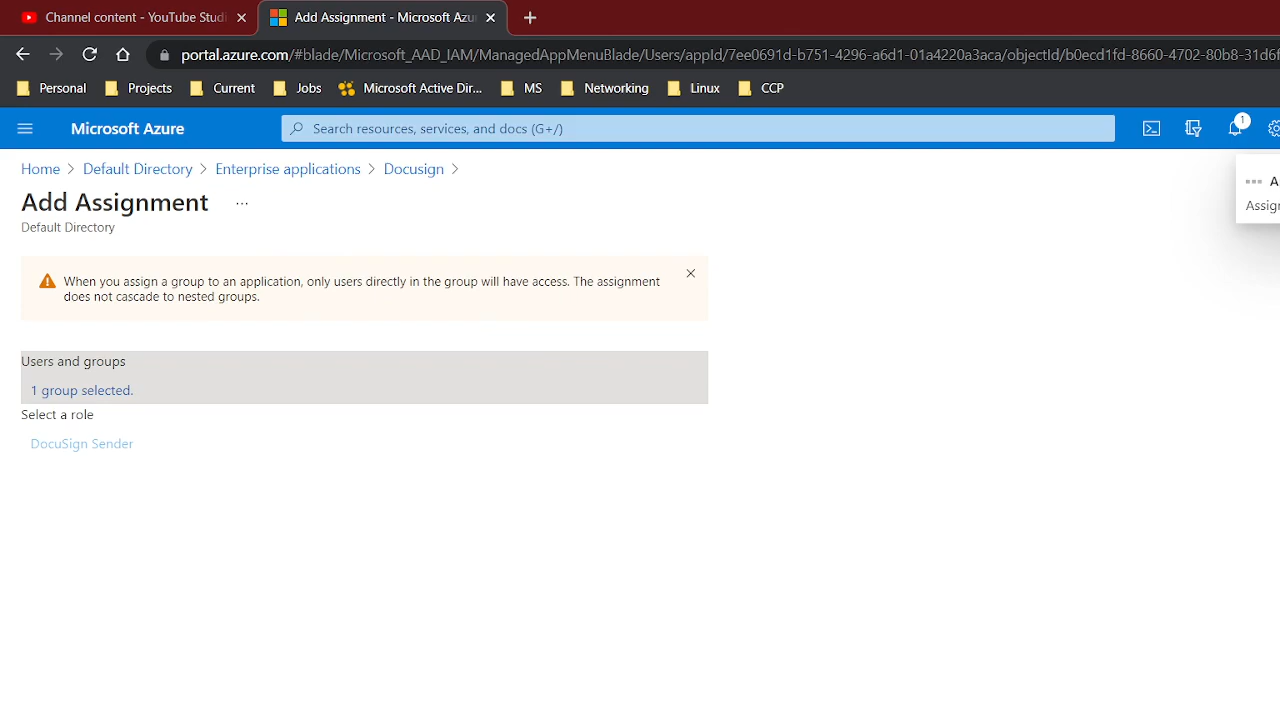 Channel content - YouTube Studi
Add Assignment - Microsoft Azu
portal.azure.com/#blade/Microsoft_AAD_IAM/ManagedAppMenuBlade/Users/appId/7ee0691d-b751-4296-a6d1-01a4220a3aca/objectId/b0ecd1fd-8660-4702-80b8-31d6f
Personal Projects Current Jobs Microsoft Active Dir... MS Networking Linux CCP
Microsoft Azure Search resources, services, and docs (G+/) 1
Home > Default Directory > Enterprise applications > Docusign >
Add Assignment ...
Default Directory
When you assign a group to an application, only users directly in the group will have access. The assignment
does not cascade to nested groups.
Users and groups
1 group selected.
Select a role
DocuSign Sender